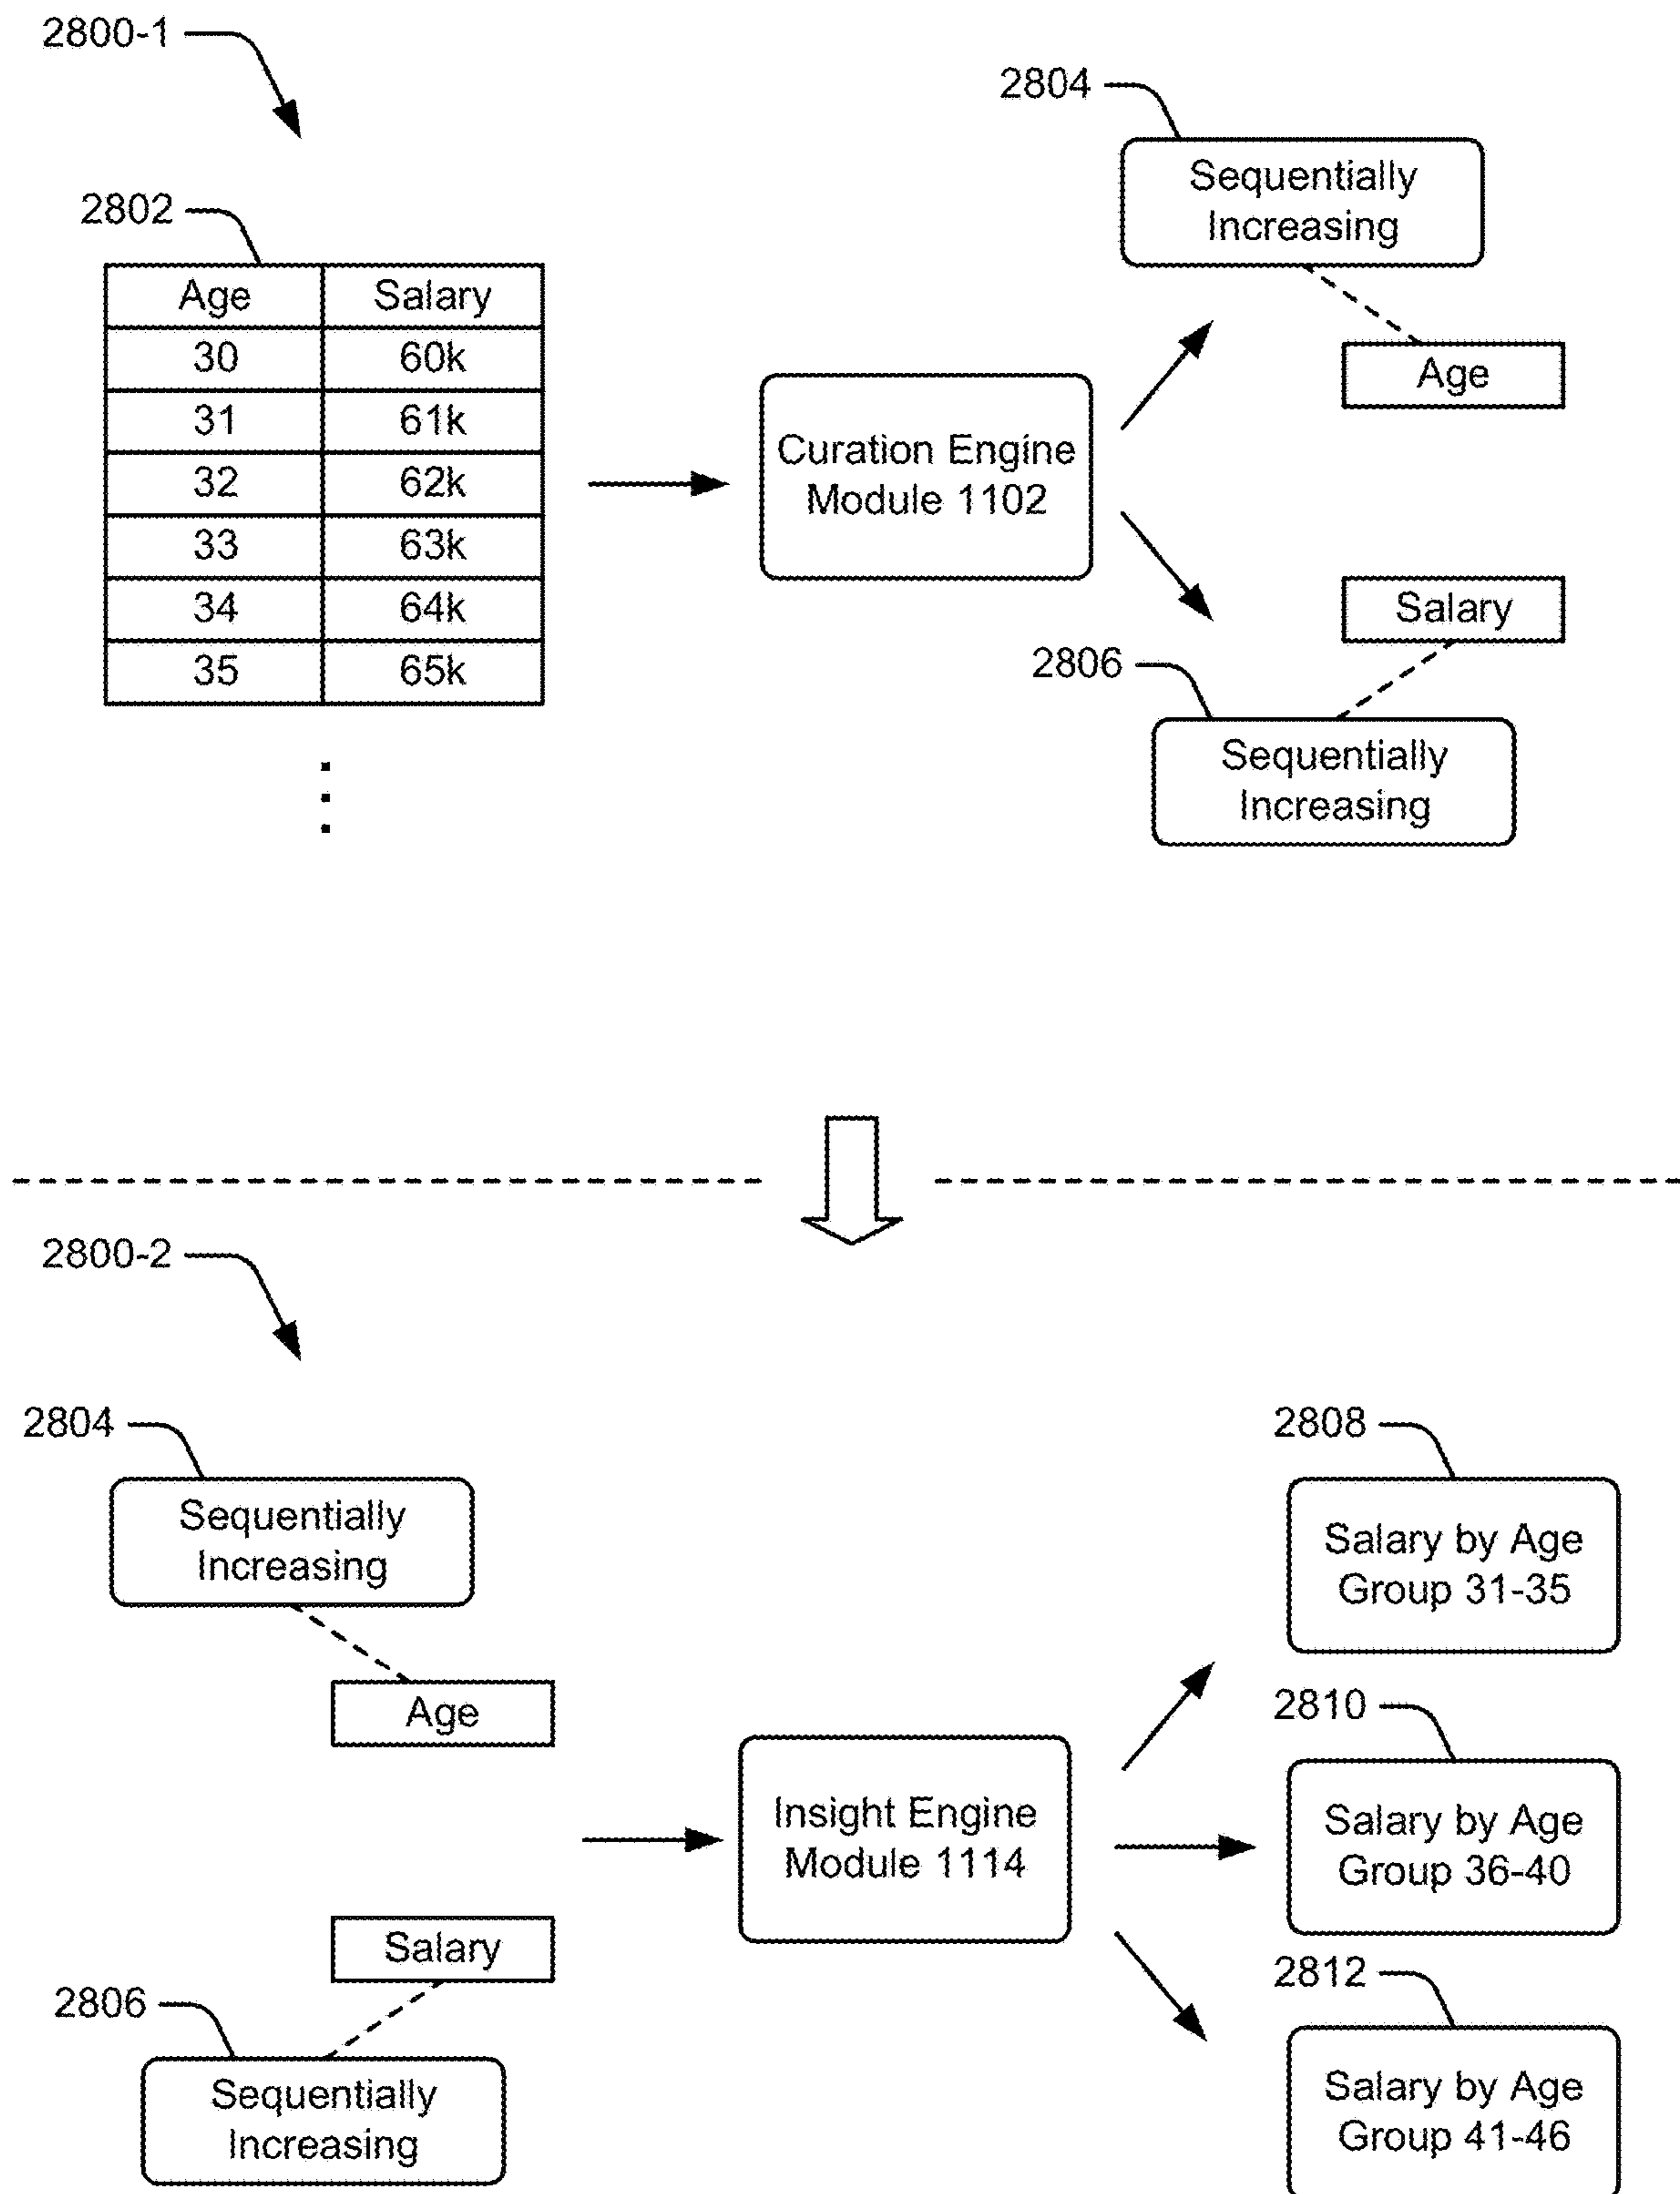 2800-1
2804
Sequentially
Increasing
2802
Age Salary
30 60k
31 61k
32 62k
33 63k
34 64k
35 65k
Curation Engine
Module 1102
Age
Salary
2806
Sequentially
Increasing
2800-2
2804
Sequentially
Increasing
Age
Salary
2806
Sequentially
Increasing
Insight Engine
Module 1114
2808
Salary by Age
Group 31-35
2810
Salary by Age
Group 36-40
2812
Salary by Age
Group 41-46